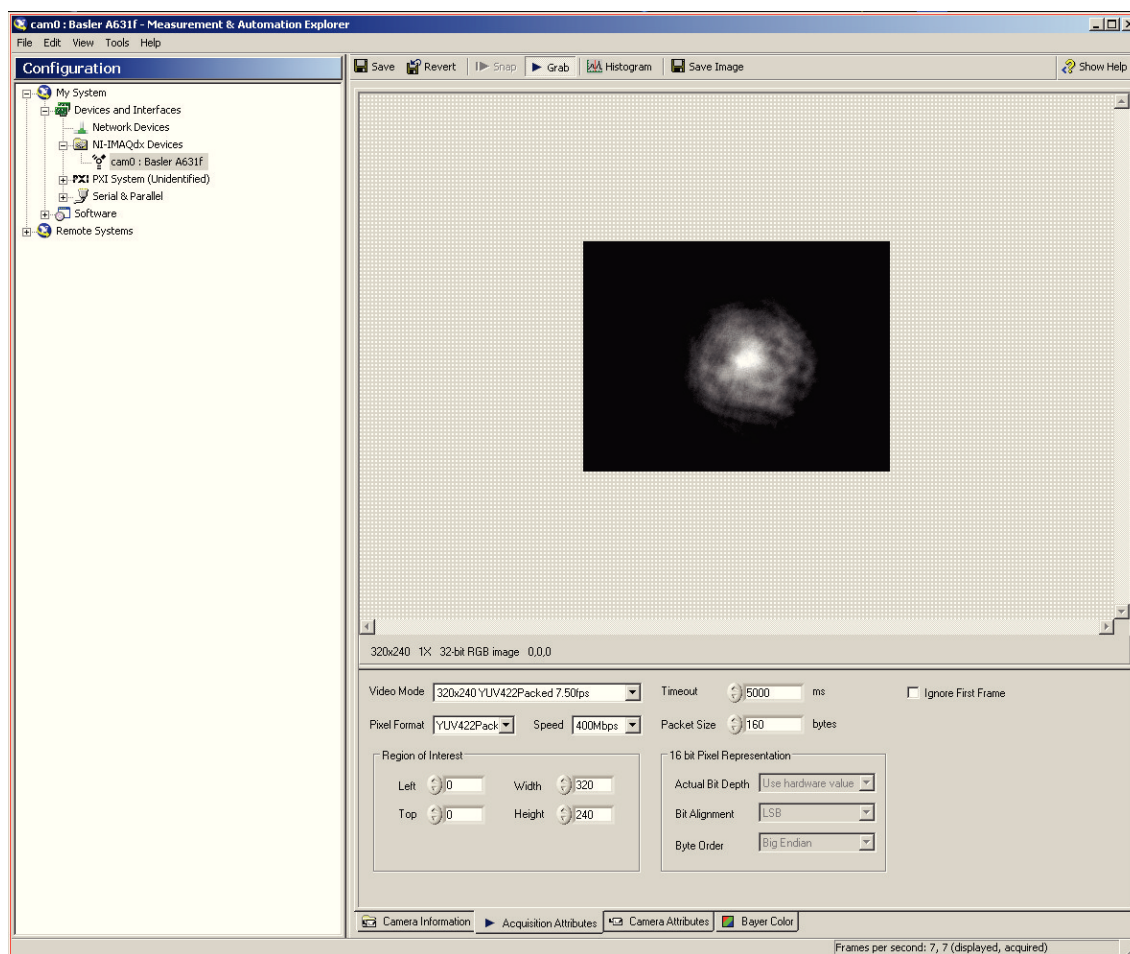 cam0 : Basler A631f - Measurement & Automation Explorer
File Edit View Tools Help
Configuration
Save Revert Snap Grab Histogram Save Image Show Help
My System
Devices and Interfaces
Network Devices
NI-IMAQdx Devices
cam0 : Basler A631f
PXI PXI System (Unidentified)
Serial & Parallel
Software
Remote Systems
320x240 1X 32-bit RGB image 0,0,0
Video Mode 320x240 YUV422Packed 7.50fps Timeout 5000 ms Ignore First Frame
Pixel Format YUV422Pack Speed 400Mbps Packet Size 160 bytes
Region of Interest 16 bit Pixel Representation
Left 0 Width 320 Actual Bit Depth Use hardware value
Top 0 Height 240 Bit Alignment LSB
Byte Order Big Endian
Camera Information Acquisition Attributes Camera Attributes Bayer Color
Frames per second: 7, 7 (displayed, acquired)